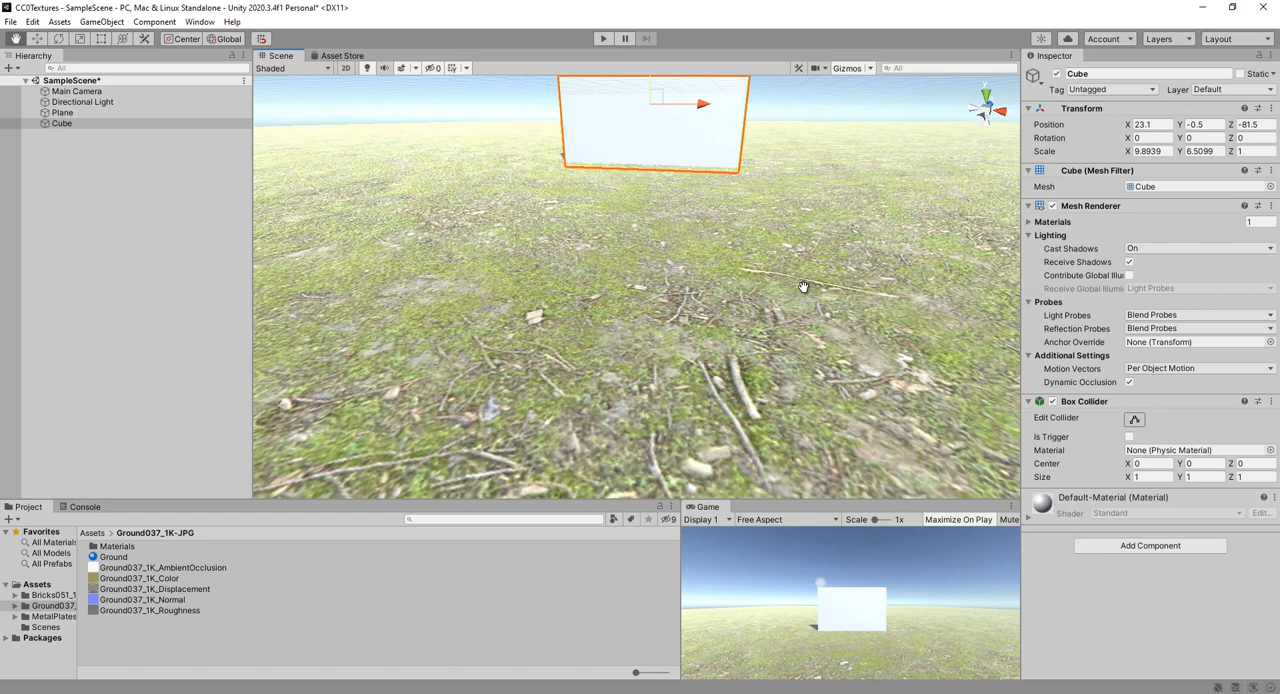 CC0Textures - SampleScene - PC, Mac & Linux Standalone - Unity 2020.3.4f1 Personal* <DX11>
File Edit Assets GameObject Component Window Help
Center Global Account Layers Layout
Hierarchy
All
SampleScene*
Main Camera
Directional Light
Plane
Cube
Scene Asset Store
Shaded 2D 0 Gizmos All
y
Inspector
Cube Static
Tag Untagged Layer Default
Transform
Position X 23.1 Y -0.5 Z -81.5
Rotation X 0 Y 0 Z 0
Scale X 9.8939 Y 6.5099 Z 1
Cube (Mesh Filter)
Mesh Cube
Mesh Renderer
Materials 1
Lighting
Cast Shadows On
Receive Shadows
Contribute Global Illu
Receive Global Illumi Light Probes
Probes
Light Probes Blend Probes
Reflection Probes Blend Probes
Anchor Override None (Transform)
Additional Settings
Motion Vectors Per Object Motion
Dynamic Occlusion
Box Collider
Edit Collider
Is Trigger
Material None (Physic Material)
Center X 0 Y 0 Z 0
Size X 1 Y 1 Z 1
Default-Material (Material)
Shader Standard Edit...
Add Component
Project Console
9
Favorites
All Materials
All Models
All Prefabs
Assets
Bricks051_1
Ground037_
MetalPlates
Scenes
Packages
Assets > Ground037_1K-JPG
Materials
Ground
Ground037_1K_AmbientOcclusion
Ground037_1K_Color
Ground037_1K_Displacement
Ground037_1K_Normal
Ground037_1K_Roughness
Game
Display 1 Free Aspect Scale 1x Maximize On Play Mute